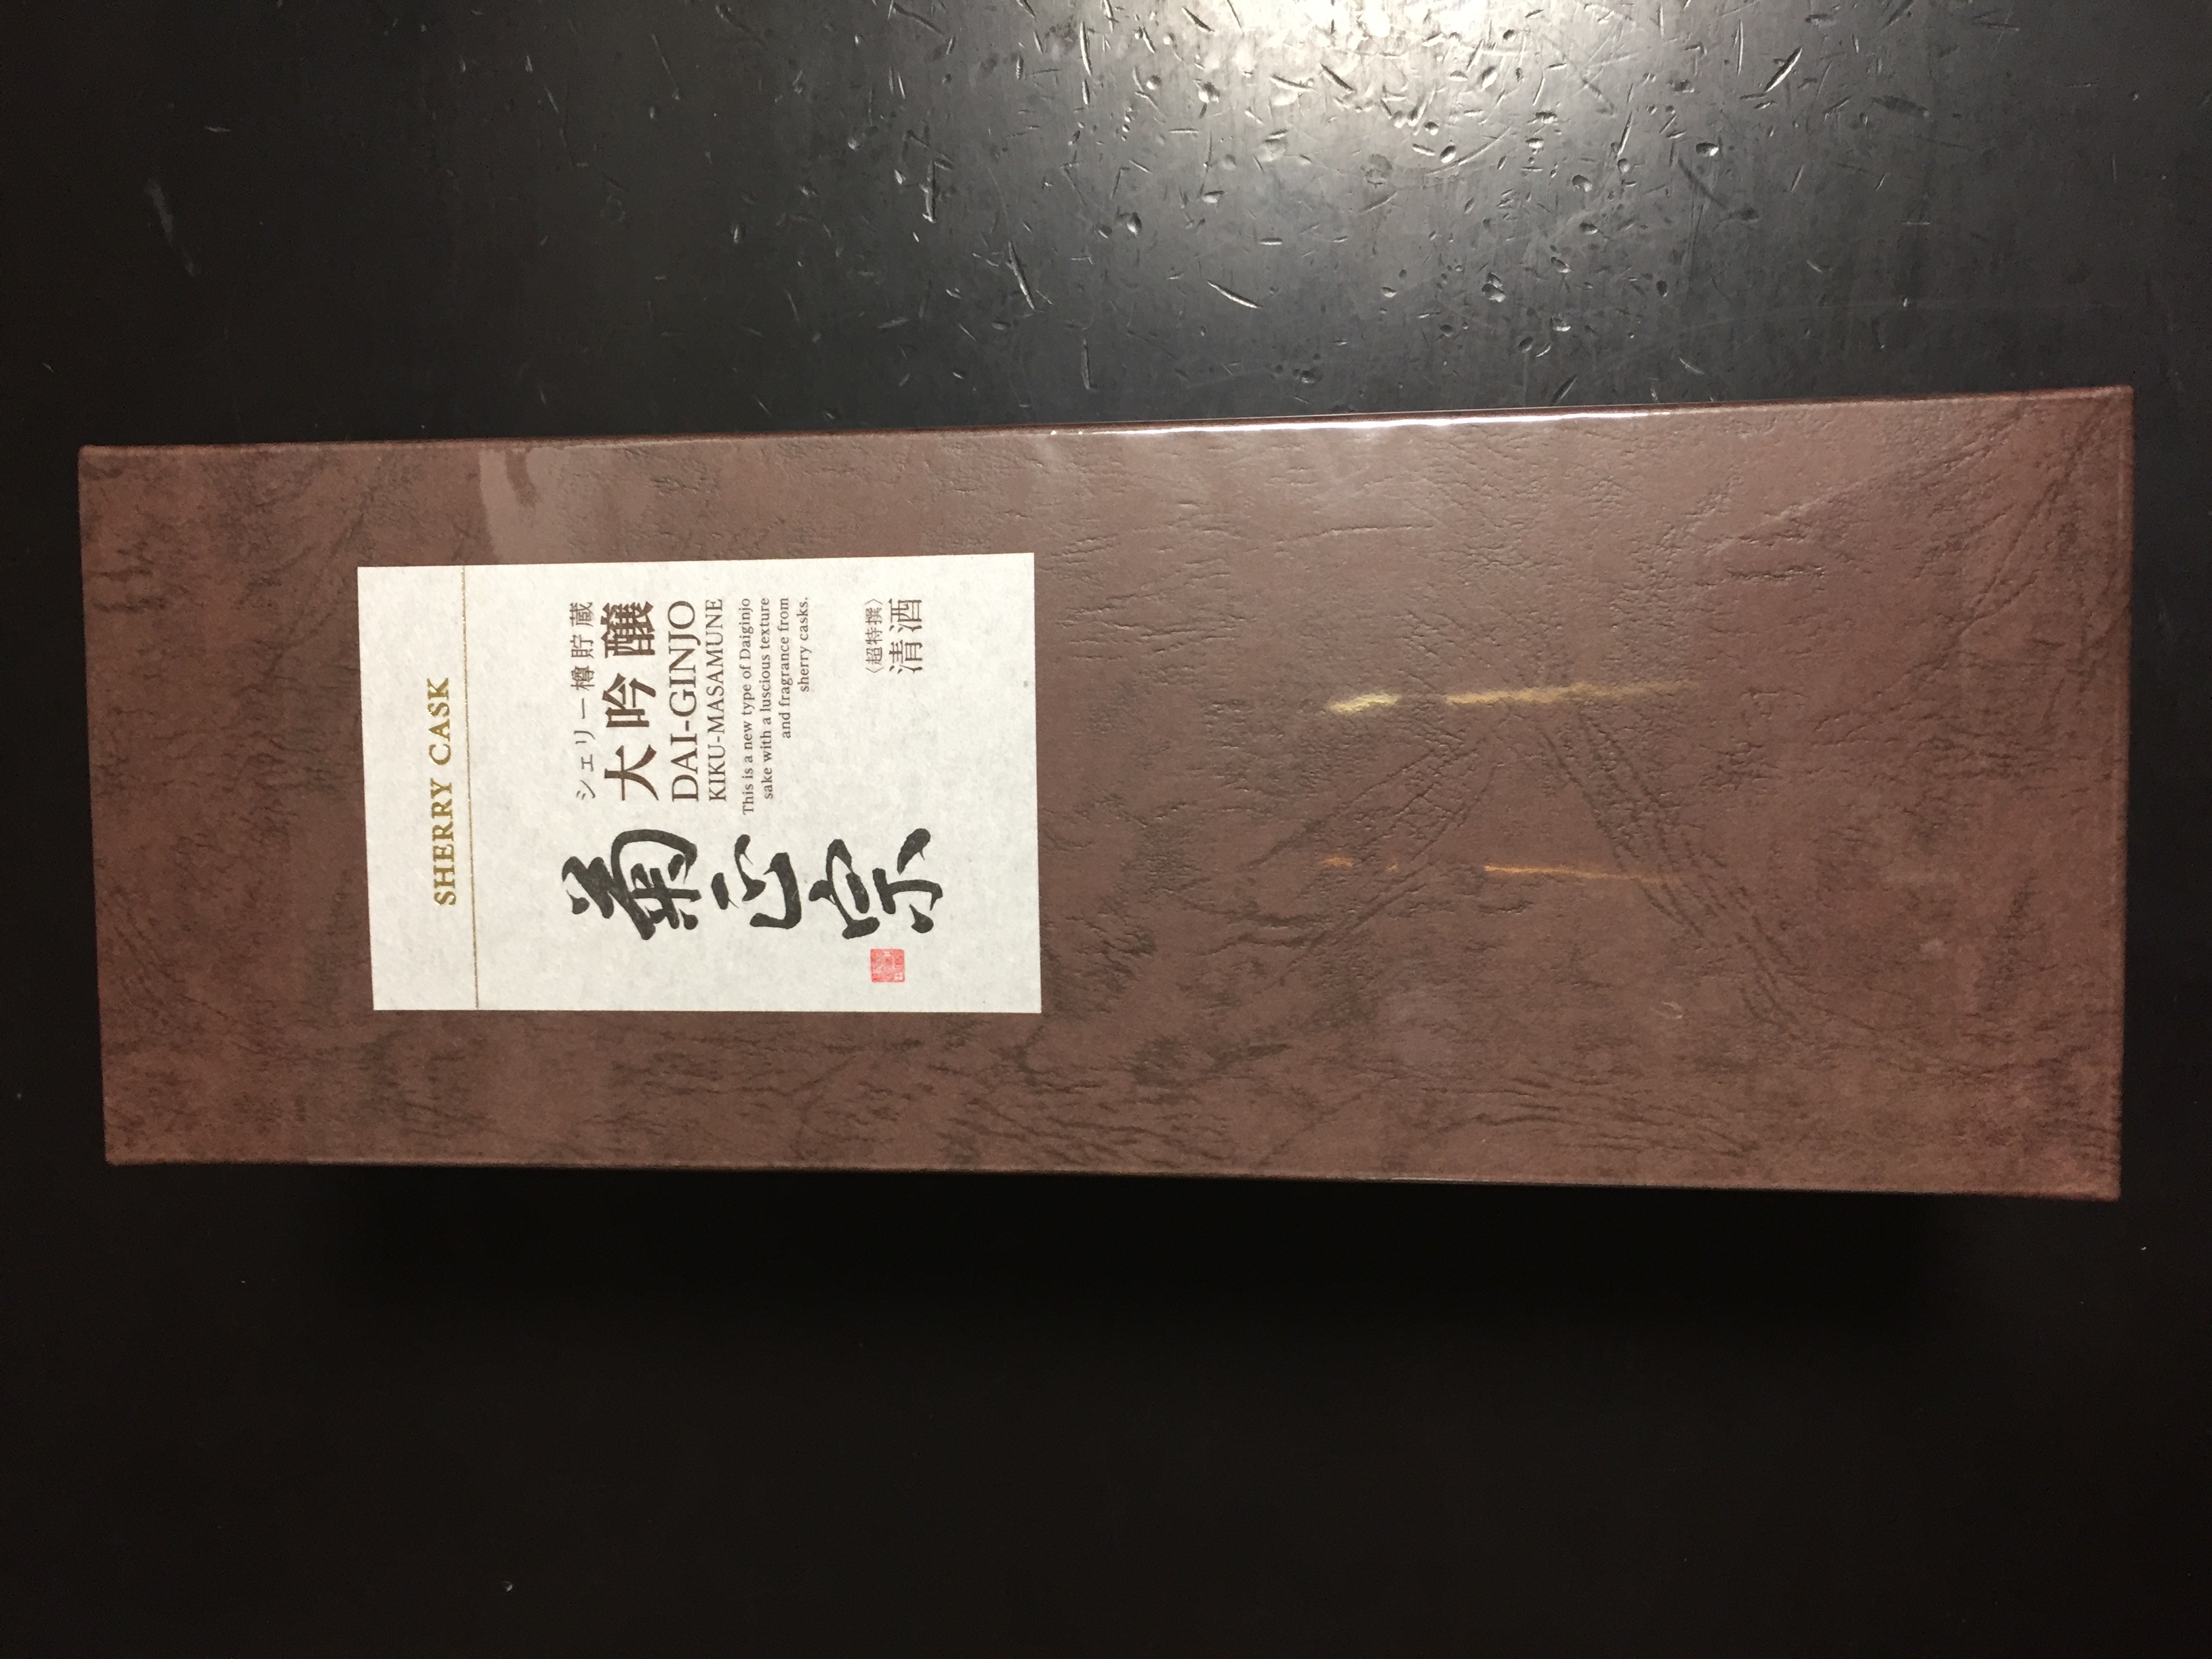 SHERRY CASK
シェリー樽貯蔵
大吟醸
DAI-GINJO
KIKU-MASAMUNE
This is a new type of Daiginjo
sake with a luscious texture
and fragrance from
sherry casks.
〈超特撰〉
清酒
菊正宗